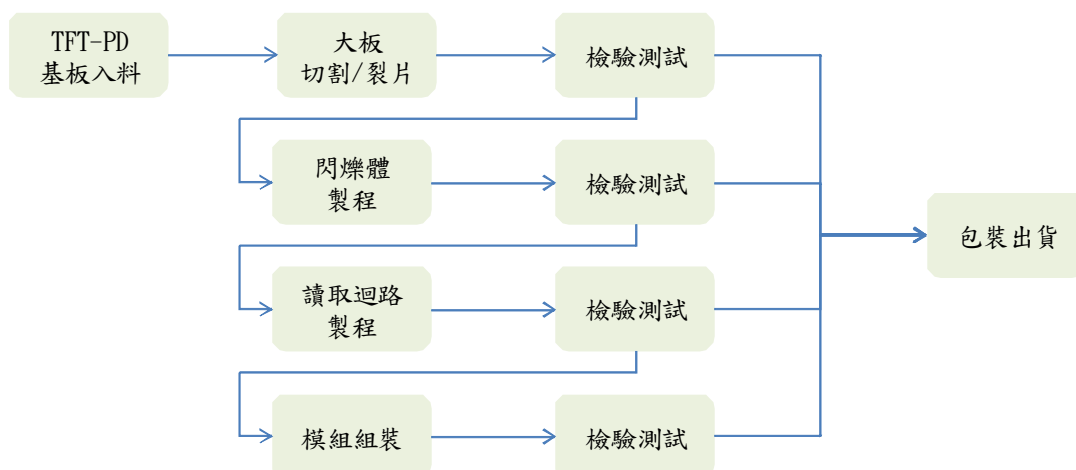 TFT-PD
基板入料
大板
切割/裂片
檢驗測試
閃爍體
製程
檢驗測試
包裝出貨
讀取迴路
製程
檢驗測試
模組組裝
檢驗測試